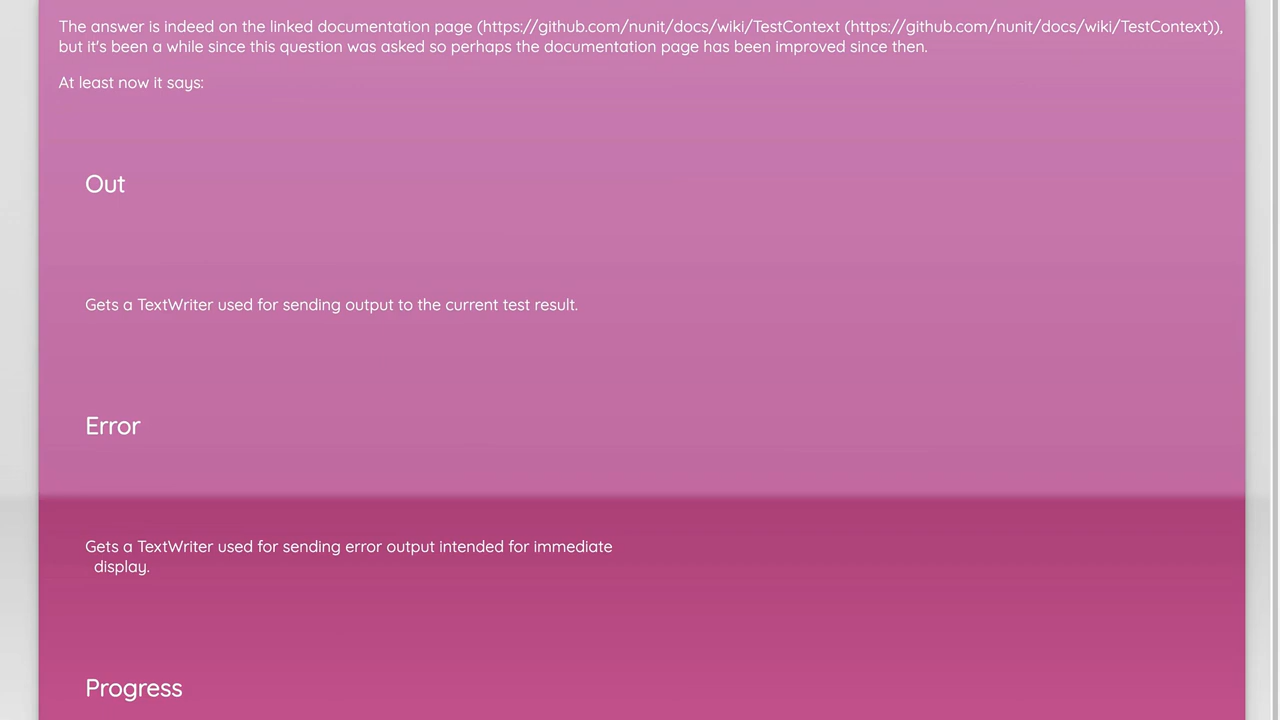 The answer is indeed on the linked documentation page (https://github.com/nunit/docs/wiki/TestContext (https://github.com/nunit/docs/wiki/TestContext)),
but it's been a while since this question was asked so perhaps the documentation page has been improved since then.
At least now it says:
Out
Gets a TextWriter used for sending output to the current test result.
Error
Gets a TextWriter used for sending error output intended for immediate
display.
Progress